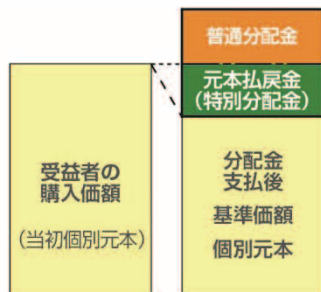 普通分配金
元本払戻金
（特別分配金）
受益者の
購入価額
（当初個別元本）
分配金
支払後
基準価額
個別元本